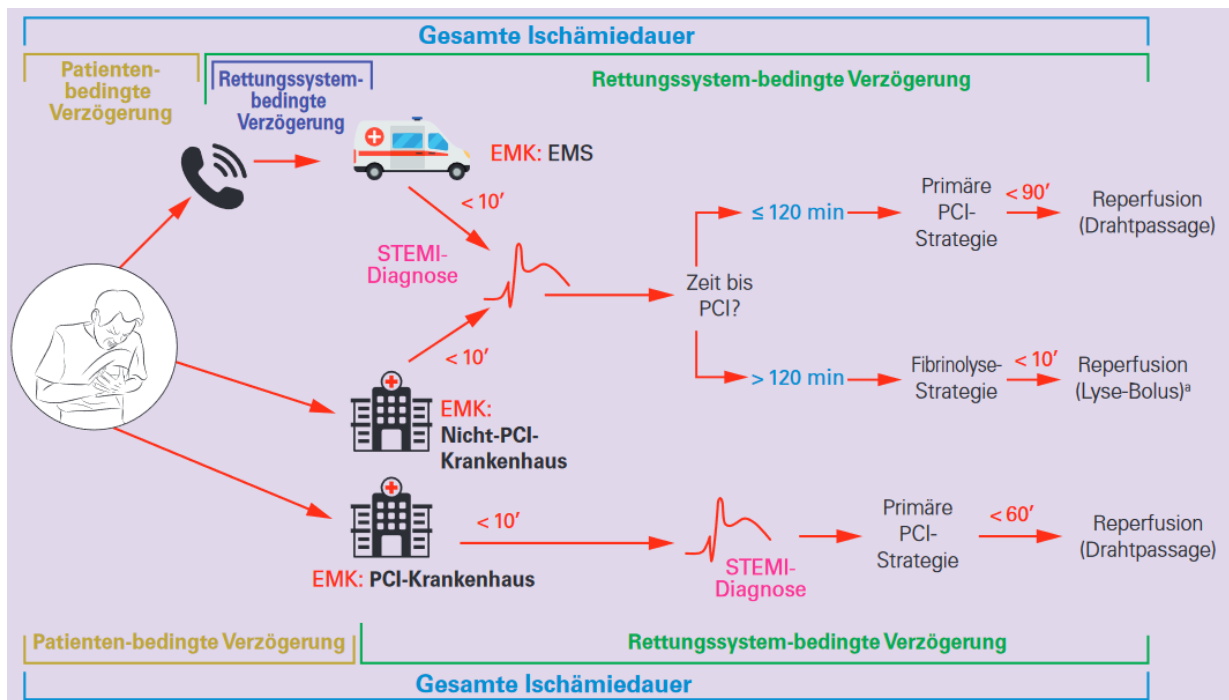 Gesamte Ischämiedauer
Patienten-
bedingte
Verzögerung
Rettungssystem-
bedingte
Verzögerung
Rettungssystem-bedingte Verzögerung
EMK: EMS
< 10′
STEMI-
Diagnose
< 10′
EMK:
Nicht-PCI-
Krankenhaus
Zeit bis
PCI?
≤ 120 min
Primäre
PCI-
Strategie
< 90′
Reperfusion
(Drahtpassage)
> 120 min
Fibrinolyse-
Strategie
< 10′
Reperfusion
(Lyse-Bolus)ᵃ
EMK: PCI-Krankenhaus
< 10′
STEMI-
Diagnose
Primäre
PCI-
Strategie
< 60′
Reperfusion
(Drahtpassage)
Patienten-bedingte Verzögerung
Rettungssystem-bedingte Verzögerung
Gesamte Ischämiedauer